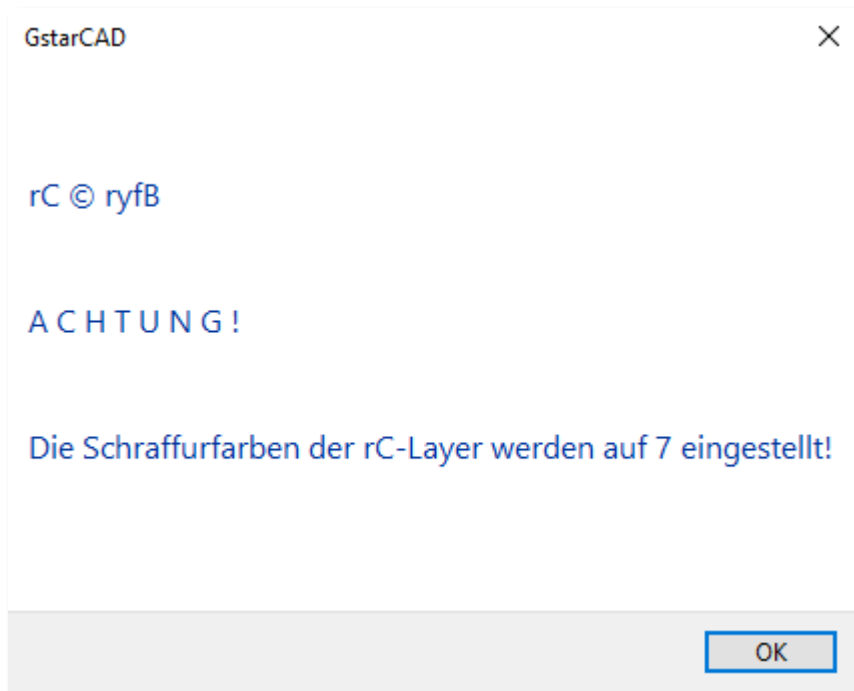 GstarCAD
rC © ryfB
A C H T U N G !
Die Schraffurfarben der rC-Layer werden auf 7 eingestellt!
OK